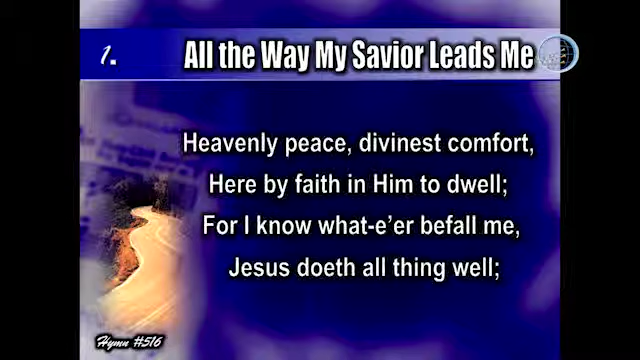 1.
All the Way My Savior Leads Me
Heavenly peace, divinest comfort,
Here by faith in Him to dwell;
For I know what-e’er befall me,
Jesus doeth all thing well;
Hymn #516